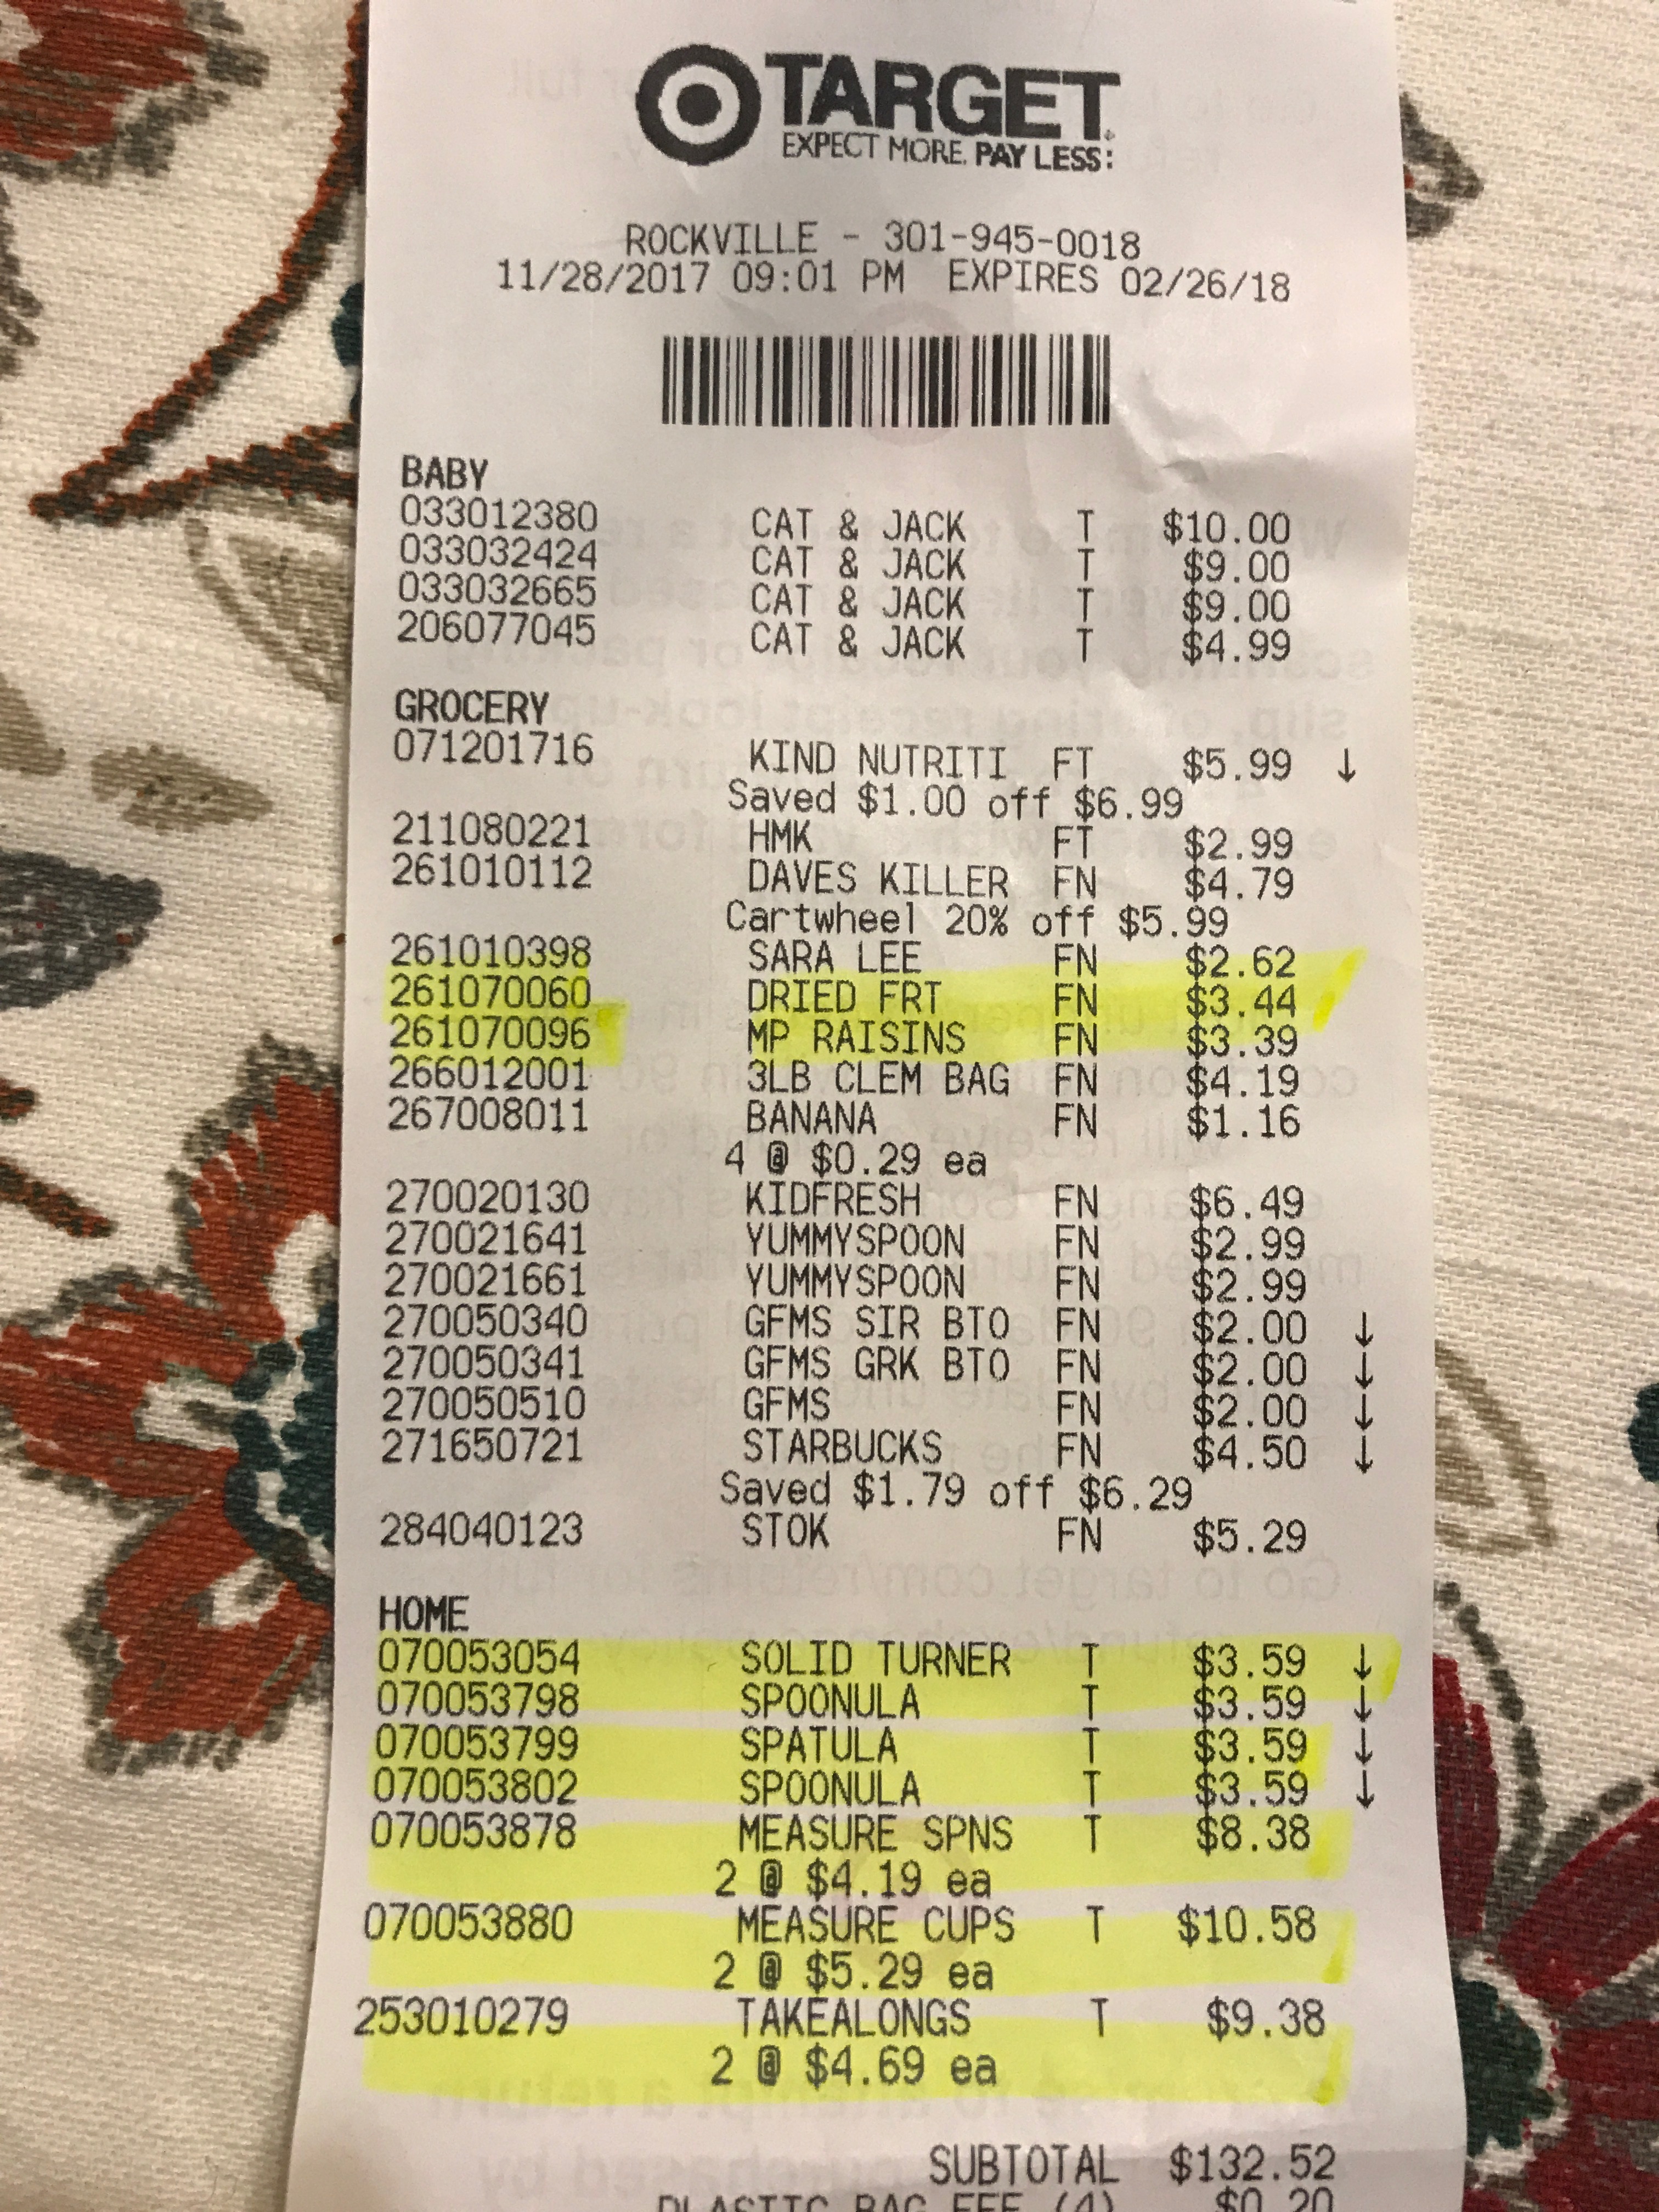 TARGET
EXPECT MORE. PAY LESS.
ROCKVILLE - 301-945-0018
11/28/2017 09:01 PM EXPIRES 02/26/18
BABY
033012380 CAT & JACK T $10.00
033032424 CAT & JACK T $9.00
033032665 CAT & JACK T $9.00
206077045 CAT & JACK T $4.99
GROCERY
071201716 KIND NUTRITI FT $5.99 ↓
Saved $1.00 off $6.99
211080221 HMK FT $2.99
261010112 DAVES KILLER FN $4.79
Cartwheel 20% off $5.99
261010398 SARA LEE FN $2.62
261070060 DRIED FRT FN $3.44
261070096 MP RAISINS FN $3.39
266012001 3LB CLEM BAG FN $4.19
267008011 BANANA FN $1.16
4 @ $0.29 ea
270020130 KIDFRESH FN $6.49
270021641 YUMMYSPOON FN $2.99
270021661 YUMMYSPOON FN $2.99
270050340 GFMS SIR BTO FN $2.00 ↓
270050341 GFMS GRK BTO FN $2.00 ↓
270050510 GFMS FN $2.00 ↓
271650721 STARBUCKS FN $4.50 ↓
Saved $1.79 off $6.29
284040123 STOK FN $5.29
HOME
070053054 SOLID TURNER T $3.59 ↓
070053798 SPOONULA T $3.59 ↓
070053799 SPATULA T $3.59 ↓
070053802 SPOONULA T $3.59 ↓
070053878 MEASURE SPNS T $8.38
2 @ $4.19 ea
070053880 MEASURE CUPS T $10.58
2 @ $5.29 ea
253010279 TAKEALONGS T $9.38
2 @ $4.69 ea
SUBTOTAL $132.52
PLASTIC BAG FEE (4) $0.20